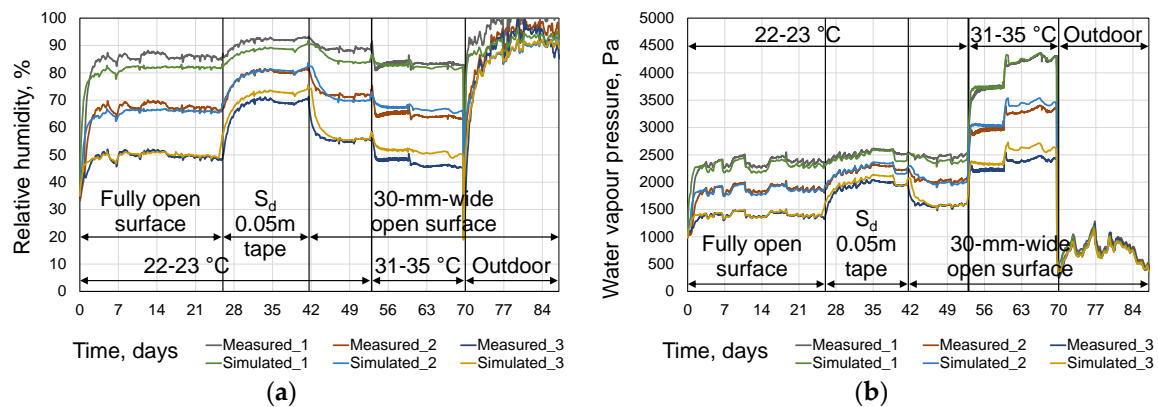 Relative humidity, %
100
90
80
70
60
50
40
30
20
10
0
Fully open
surface
Sd
0.05m
tape
30-mm-wide
open surface
22-23 °C
31-35 °C
Outdoor
0 7 14 21 28 35 42 49 56 63 70 77 84
Time, days
Measured_1 Measured_2 Measured_3
Simulated_1 Simulated_2 Simulated_3
(a)
Water vapour pressure, Pa
5000
4500
4000
3500
3000
2500
2000
1500
1000
500
0
22-23 °C
31-35 °C
Outdoor
Fully open
surface
Sd
0.05m
tape
30-mm-wide
open surface
0 7 14 21 28 35 42 49 56 63 70 77 84
Time, days
Measured_1 Measured_2 Measured_3
Simulated_1 Simulated_2 Simulated_3
(b)